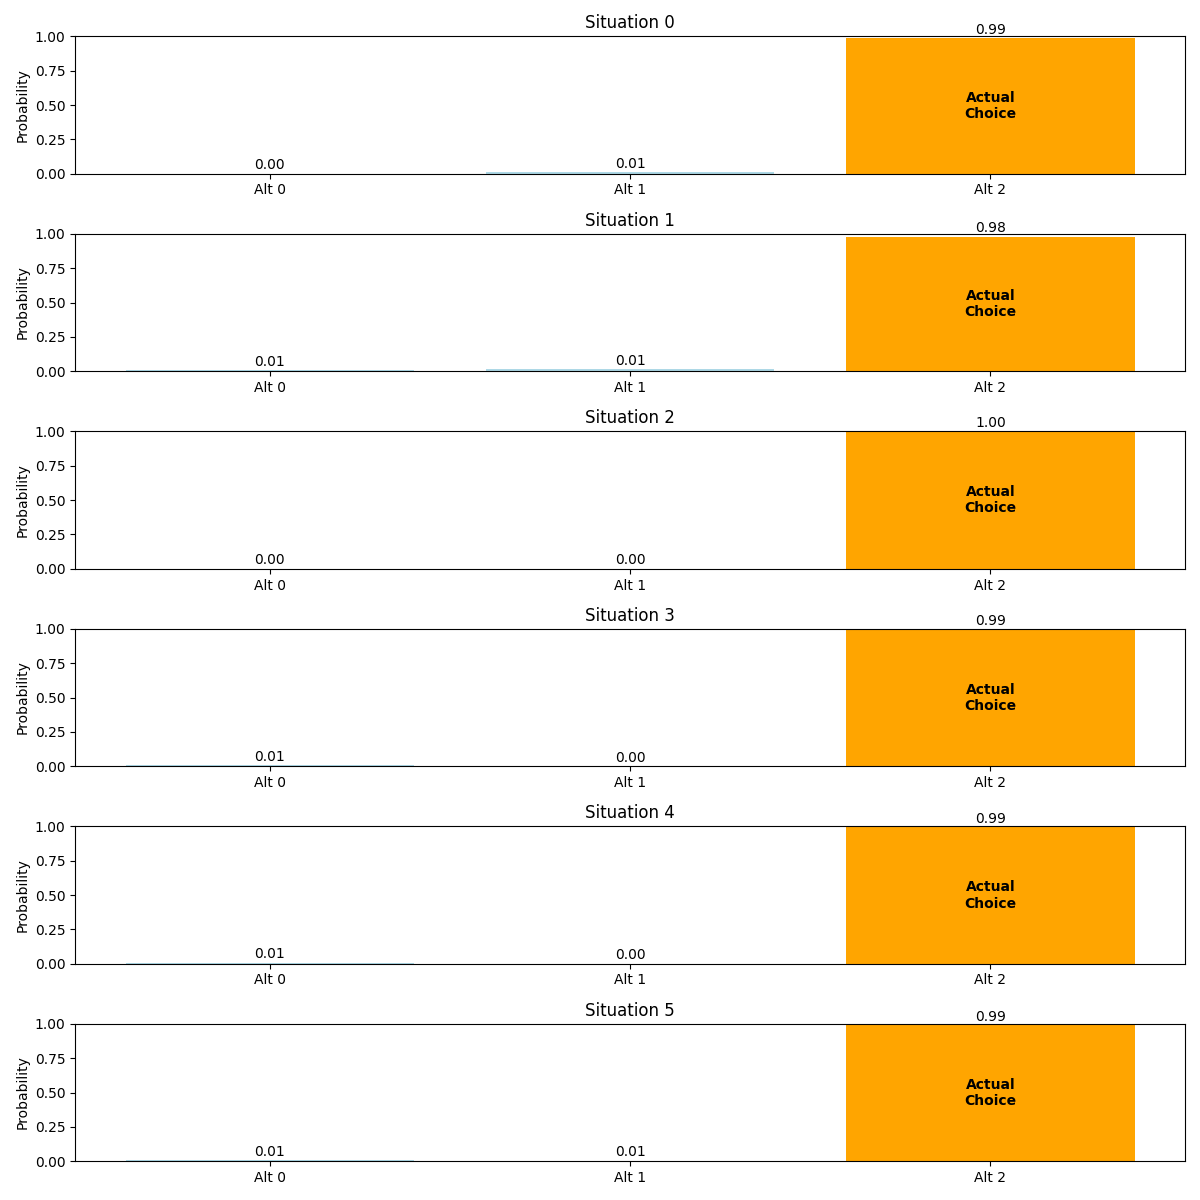 Situation 0
0.99
1.00
0.75
0.50
0.25
0.00
Probability
0.00
0.01
Actual
Choice
Alt 0
Alt 1
Alt 2
Situation 1
0.98
1.00
0.75
0.50
0.25
0.00
Probability
0.01
0.01
Actual
Choice
Alt 0
Alt 1
Alt 2
Situation 2
1.00
1.00
0.75
0.50
0.25
0.00
Probability
0.00
0.00
Actual
Choice
Alt 0
Alt 1
Alt 2
Situation 3
0.99
1.00
0.75
0.50
0.25
0.00
Probability
0.01
0.00
Actual
Choice
Alt 0
Alt 1
Alt 2
Situation 4
0.99
1.00
0.75
0.50
0.25
0.00
Probability
0.01
0.00
Actual
Choice
Alt 0
Alt 1
Alt 2
Situation 5
0.99
1.00
0.75
0.50
0.25
0.00
Probability
0.01
0.01
Actual
Choice
Alt 0
Alt 1
Alt 2